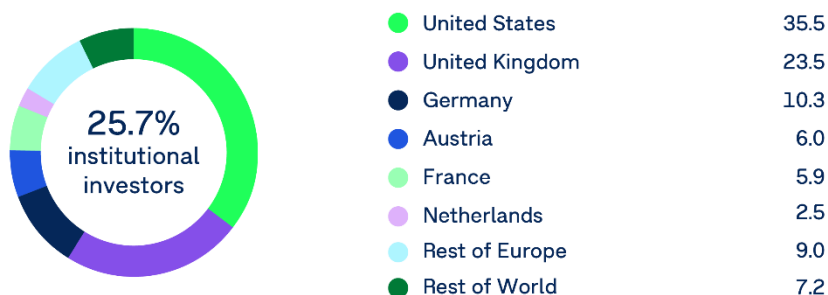 25.7%
institutional
investors
United States 35.5
United Kingdom 23.5
Germany 10.3
Austria 6.0
France 5.9
Netherlands 2.5
Rest of Europe 9.0
Rest of World 7.2